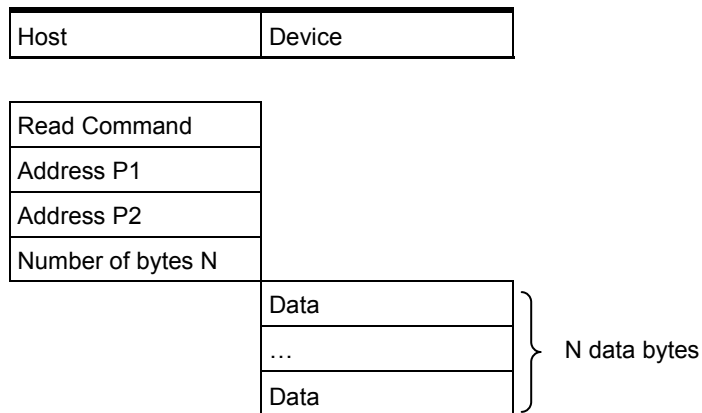 Host Device
Read Command
Address P1
Address P2
Number of bytes N
Data
…
N data bytes
Data